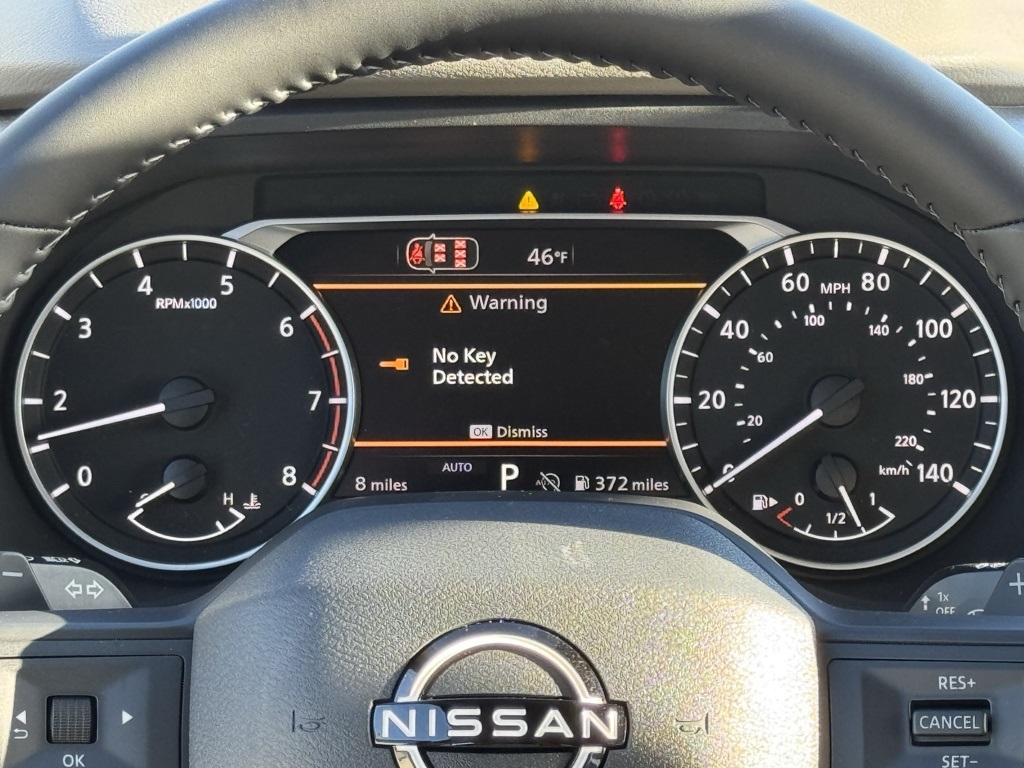 46°F
Warning
No Key
Detected
OK Dismiss
8 miles
AUTO
P
372 miles
RPMx1000
0
2
3
4
5
6
7
8
H
MPH
20
40
60
80
100
120
140
20
60
100
140
180
220
km/h
0
1/2
1
1x
OFF
OK
NISSAN
RES+
CANCEL
SET−